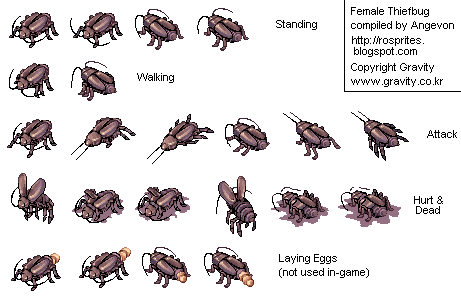 Female Thiefbug
compiled by Angevon
http://rosprites.
blogspot.com
Copyright Gravity
www.gravity.co.kr
Standing
Walking
Attack
Hurt &
Dead
Laying Eggs
(not used in-game)